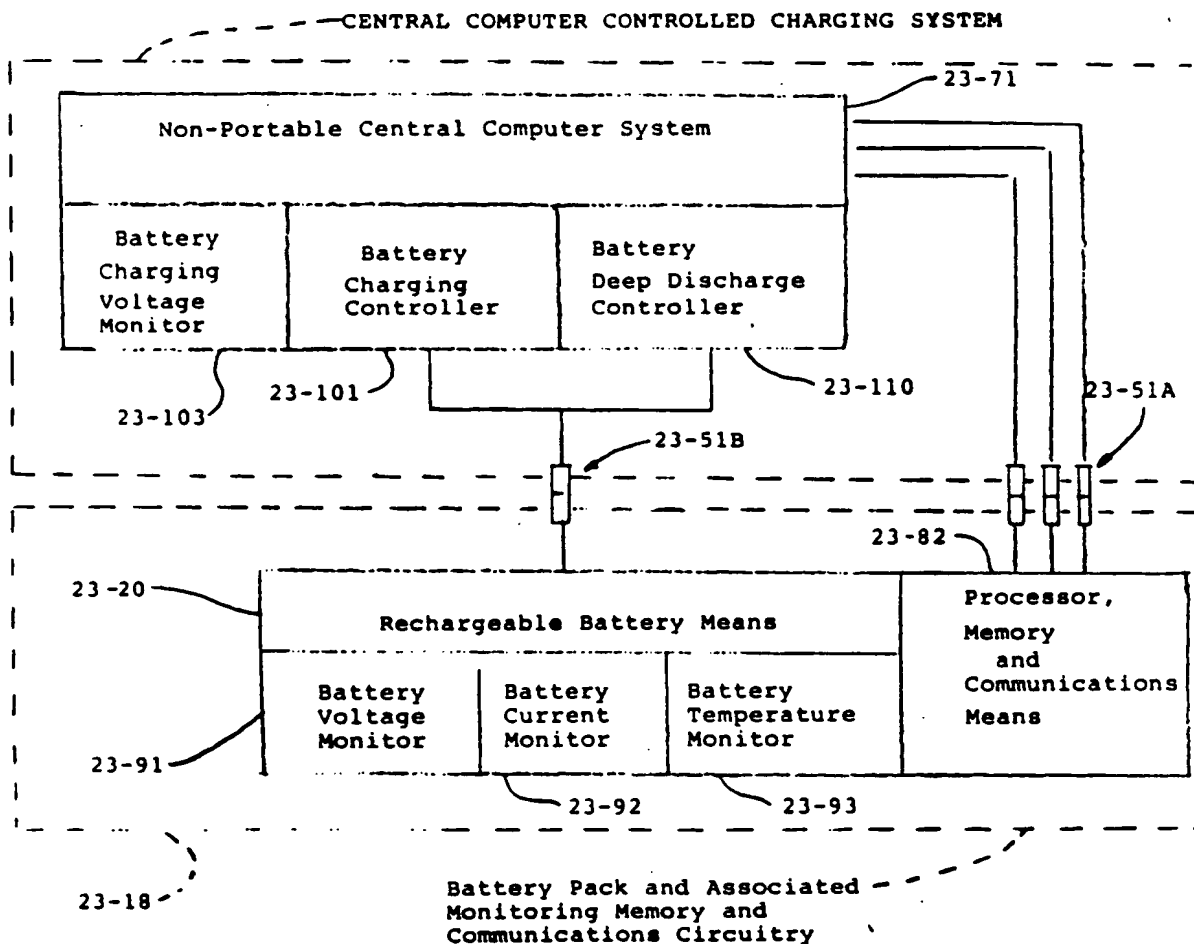 CENTRAL COMPUTER CONTROLLED CHARGING SYSTEM
23-71
Non-Portable Central Computer System
Battery
Charging
Voltage
Monitor
Battery
Charging
Controller
Battery
Deep Discharge
Controller
23-103
23-101
23-110
23-51A
23-51B
23-82
23-20
Rechargeable Battery Means
Processor,
Memory
and
Communications
Means
Battery
Voltage
Monitor
Battery
Current
Monitor
Battery
Temperature
Monitor
23-91
23-92
23-93
23-18
Battery Pack and Associated
Monitoring Memory and
Communications Circuitry